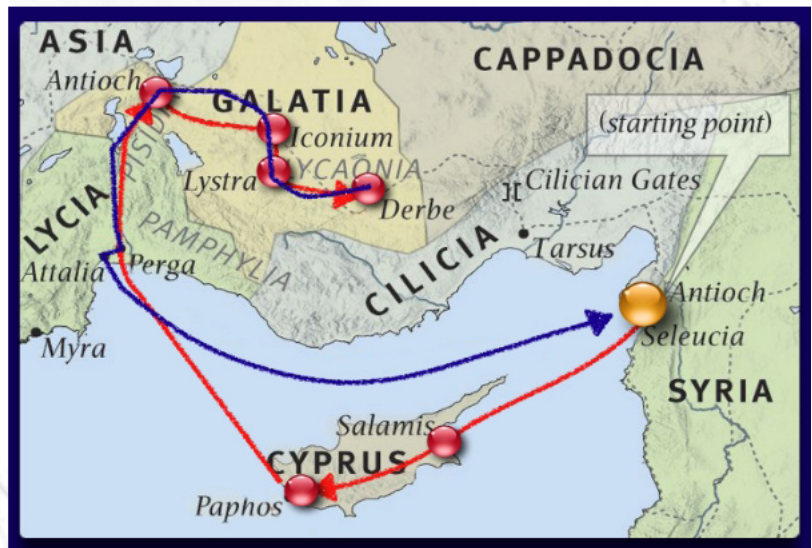 ASIA
CAPPADOCIA
Antioch
GALATIA
(starting point)
PISIDI
Iconium
LYCAONIA
Lystra
Cilician Gates
Derbe
LYCIA
PAMPHYLIA
CILICIA
Tarsus
Attalia
Perga
Antioch
Seleucia
Myra
SYRIA
Salamis
CYPRUS
Paphos